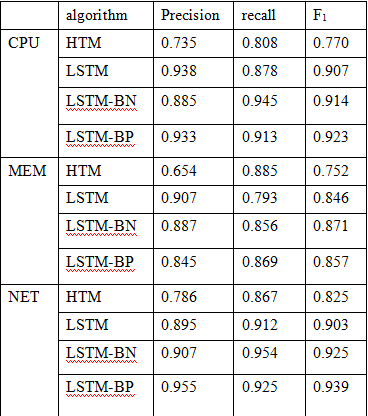 algorithm Precision recall F1
CPU HTM 0.735 0.808 0.770
LSTM 0.938 0.878 0.907
LSTM-BN 0.885 0.945 0.914
LSTM-BP 0.933 0.913 0.923
MEM HTM 0.654 0.885 0.752
LSTM 0.907 0.793 0.846
LSTM-BN 0.887 0.856 0.871
LSTM-BP 0.845 0.869 0.857
NET HTM 0.786 0.867 0.825
LSTM 0.895 0.912 0.903
LSTM-BN 0.907 0.954 0.925
LSTM-BP 0.955 0.925 0.939